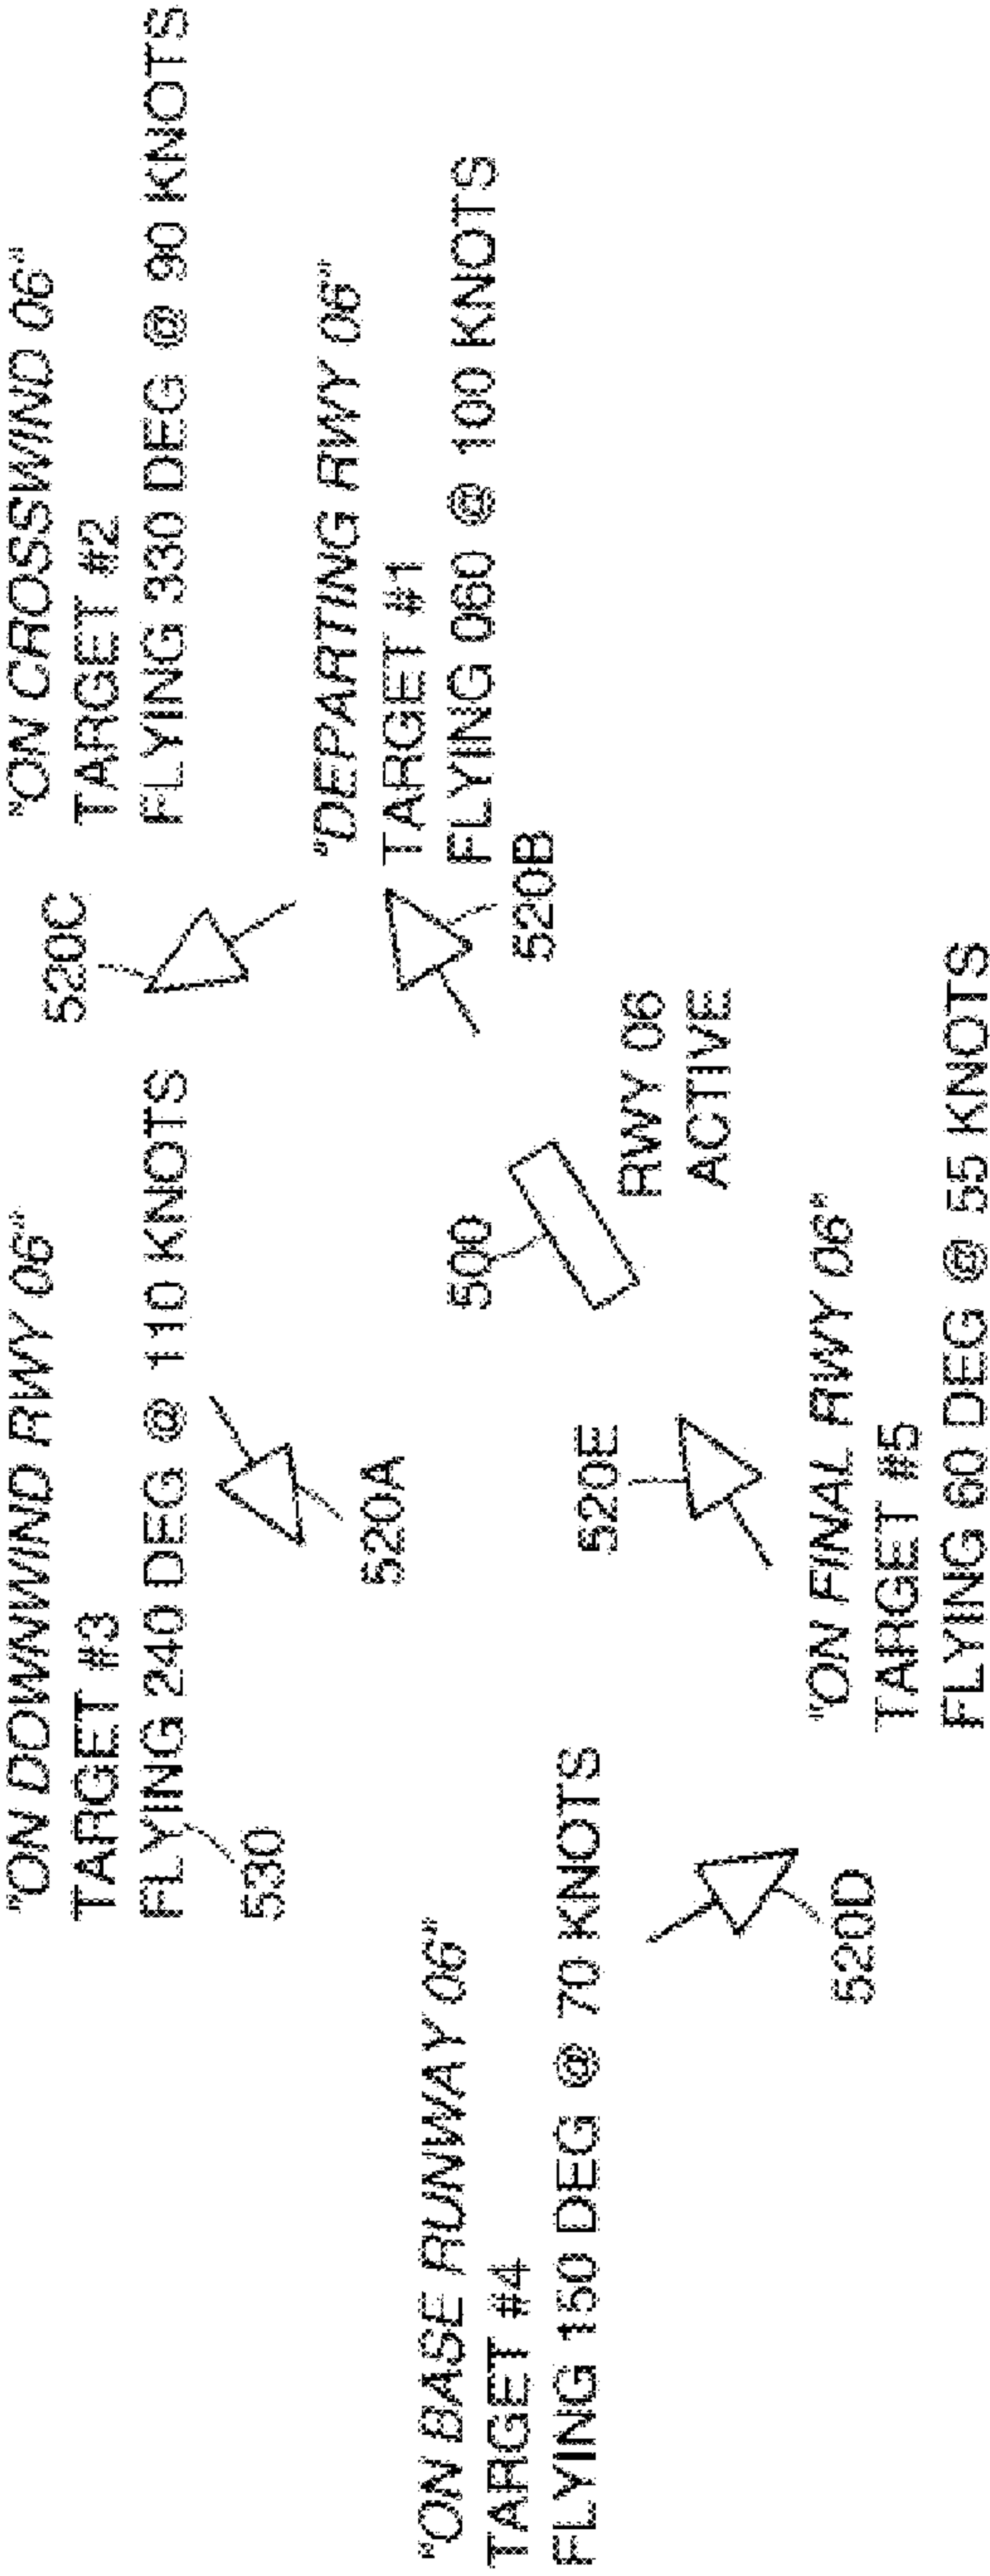 "ON DOWNWIND RWY 06"
TARGET #3
FLYING 240 DEG @ 110 KNOTS
530
520A
"ON CROSSWIND 06"
TARGET #2
FLYING 330 DEG @ 90 KNOTS
520C
"DEPARTING RWY 06"
TARGET #1
FLYING 060 @ 100 KNOTS
520B
"ON BASE RUNWAY 06"
TARGET #4
FLYING 150 DEG @ 70 KNOTS
520D
500
RWY 06
ACTIVE
520E
"ON FINAL RWY 06"
TARGET #5
FLYING 60 DEG @ 55 KNOTS